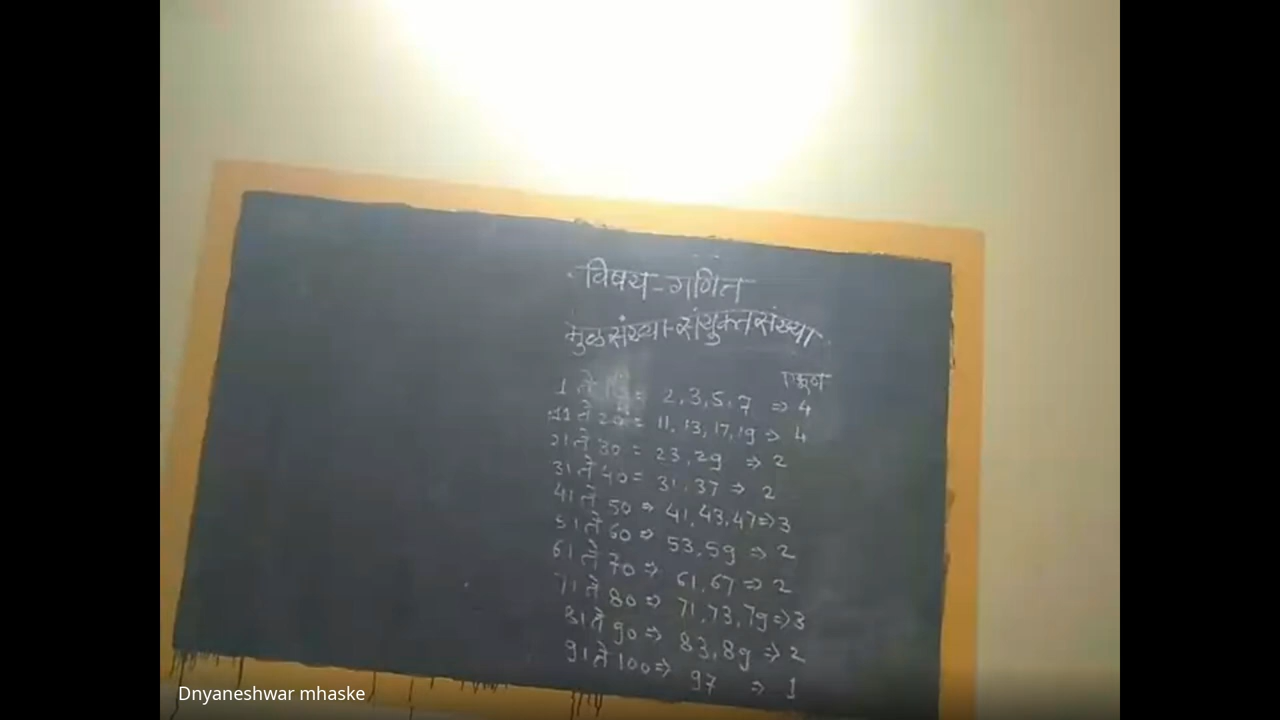 विषय-गणित
मुळ संख्या-संयुक्त संख्या
एकूण
1 ते 10 = 2,3,5,7 ⇒ 4
11 ते 20 = 11,13,17,19 ⇒ 4
21 ते 30 = 23,29 ⇒ 2
31 ते 40 = 31,37 ⇒ 2
41 ते 50 ⇒ 41,43,47 ⇒ 3
51 ते 60 ⇒ 53,59 ⇒ 2
61 ते 70 ⇒ 61,67 ⇒ 2
71 ते 80 ⇒ 71,73,79 ⇒ 3
81 ते 90 ⇒ 83,89 ⇒ 2
91 ते 100 ⇒ 97 ⇒ 1
Dnyaneshwar mhaske